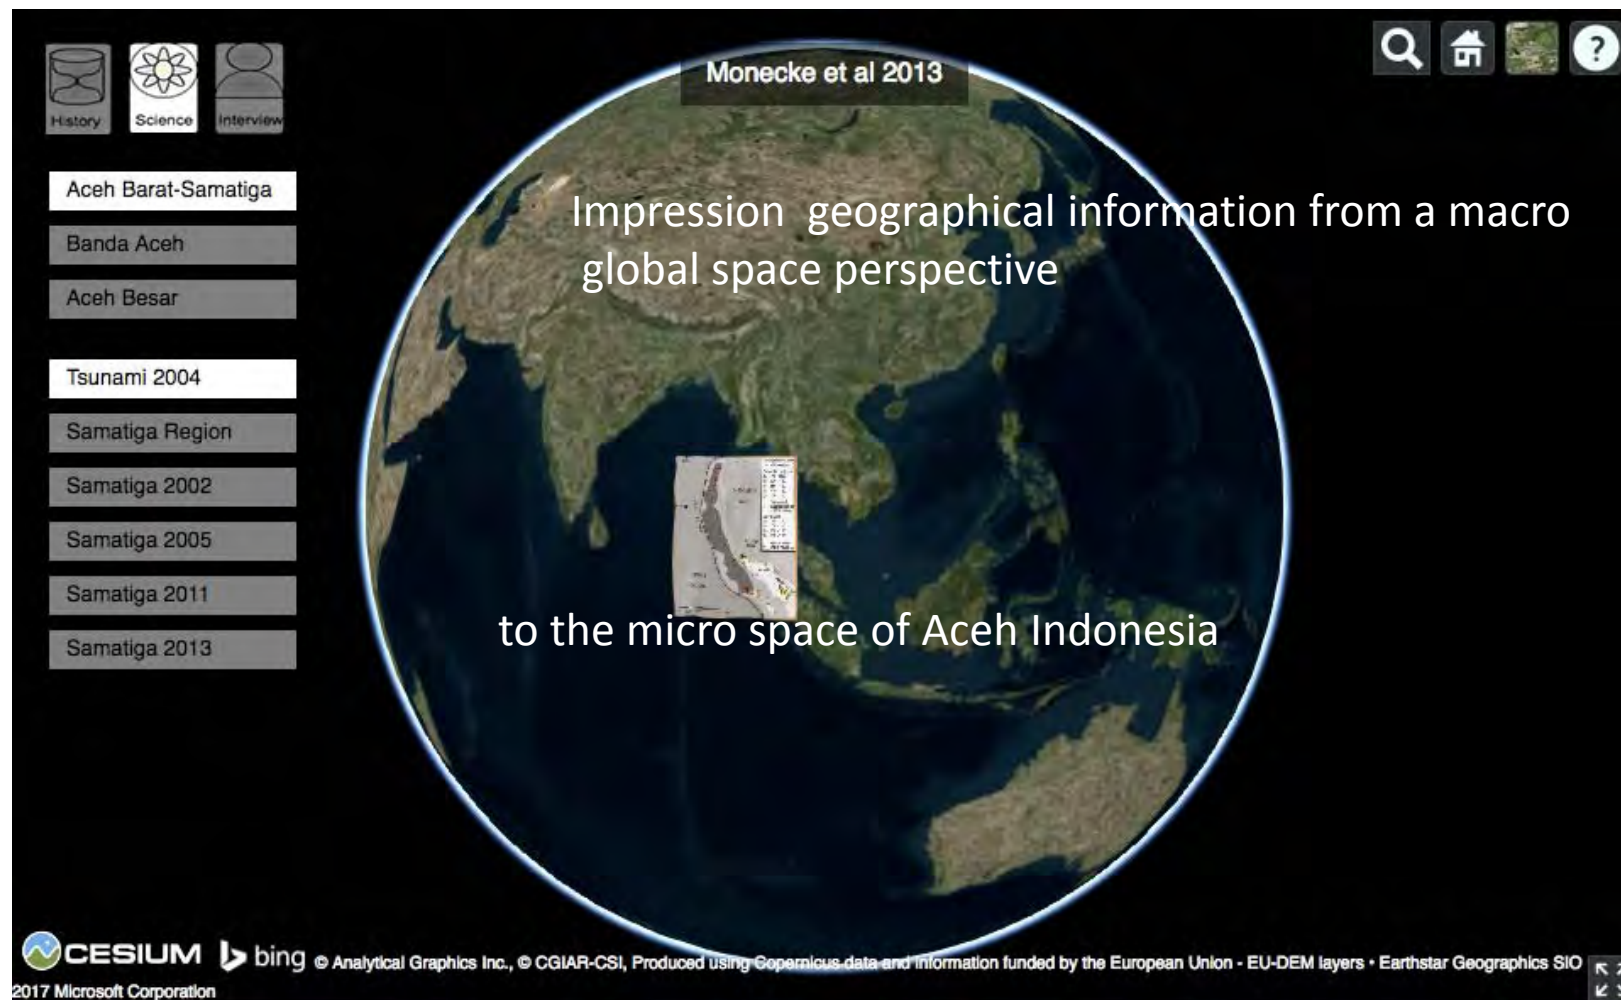 History
Science
Interview
Monecke et al 2013
?
Aceh Barat-Samatiga
Banda Aceh
Aceh Besar
Impression geographical information from a macro
global space perspective
Tsunami 2004
Samatiga Region
Samatiga 2002
Samatiga 2005
Samatiga 2011
Samatiga 2013
to the micro space of Aceh Indonesia
CESIUM bing © Analytical Graphics Inc., © CGIAR-CSI, Produced using Copernicus data and information funded by the European Union - EU-DEM layers • Earthstar Geographics SIO
2017 Microsoft Corporation